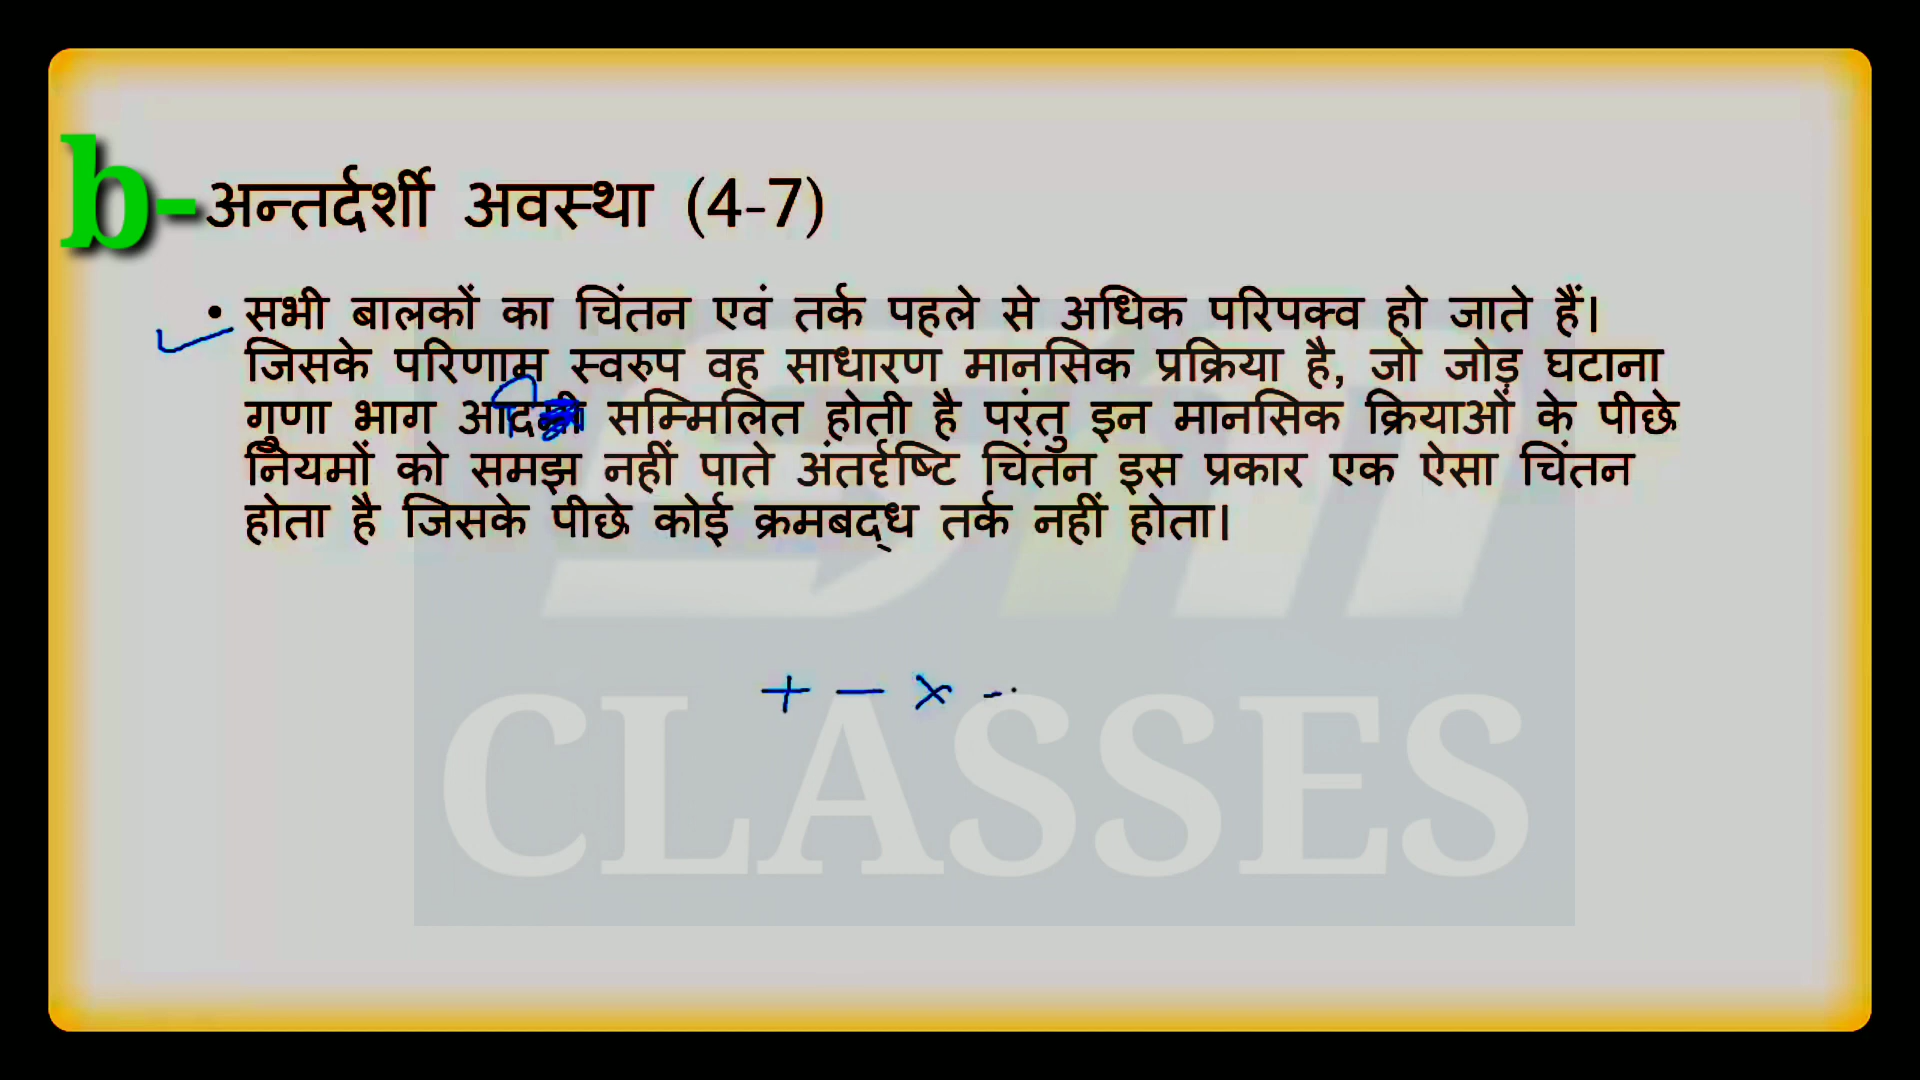 b- अन्तर्दर्शी अवस्था (4-7)
• सभी बालकों का चिंतन एवं तर्क पहले से अधिक परिपक्व हो जाते हैं।
जिसके परिणाम स्वरुप वह साधारण मानसिक प्रक्रिया है, जो जोड़ घटाना
गुणा भाग सम्मिलित होती है परंतु इन मानसिक क्रियाओं के पीछे
नियमों को समझ नहीं पाते अंतर्दृष्टि चिंतन इस प्रकार एक ऐसा चिंतन
होता है जिसके पीछे कोई क्रमबद्ध तर्क नहीं होता।
+ − ×
CLASSES